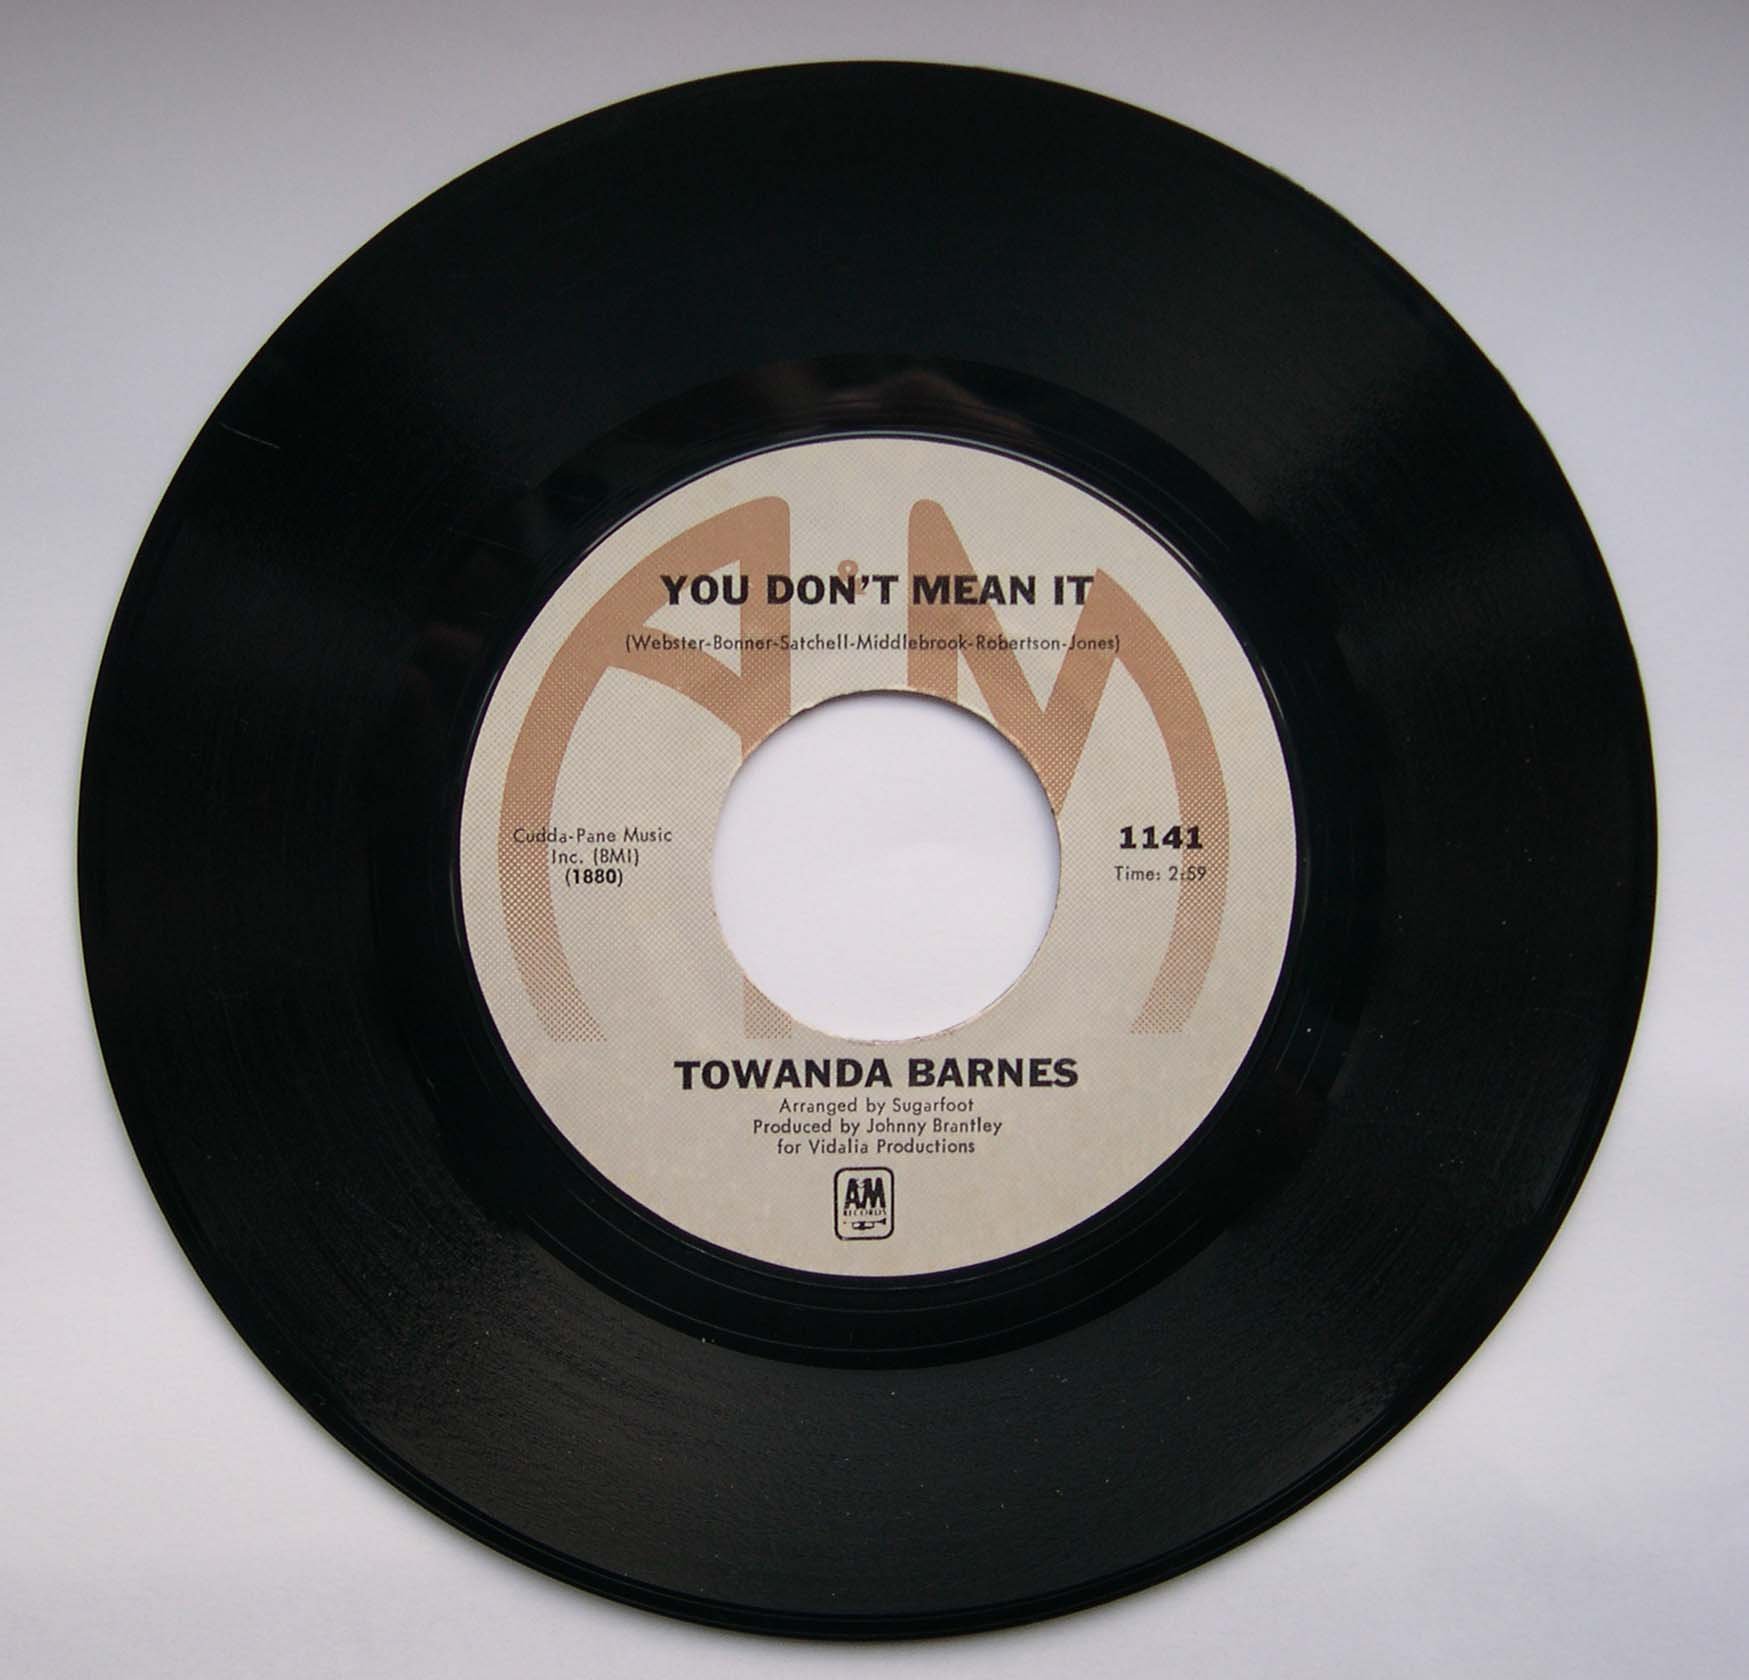 A&M
YOU DON'T MEAN IT
(Webster-Bonner-Satchell-Middlebrook-Robertson-Jones)
Cudda-Pane Music
Inc. (BMI)
(1880)
1141
Time: 2:59
TOWANDA BARNES
Arranged by Sugarfoot
Produced by Johnny Brantley
for Vidalia Productions
A&M
RECORDS